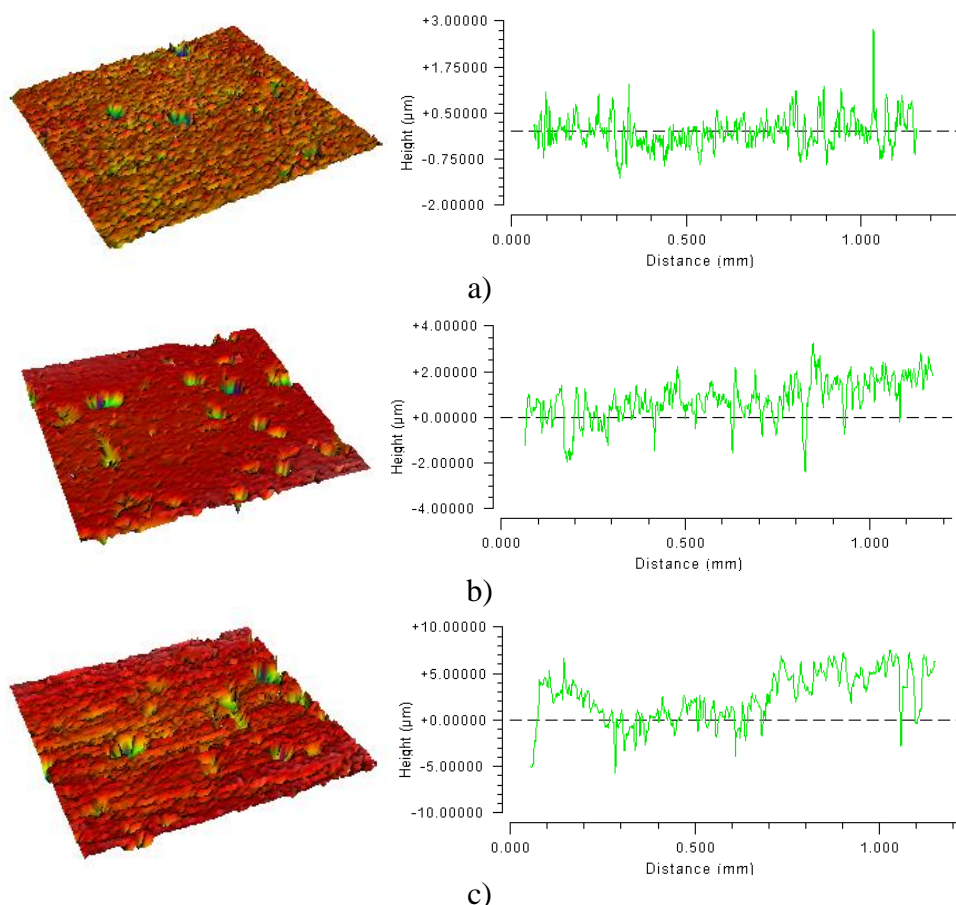 +3.00000
+1.75000
+0.50000
-0.75000
-2.00000
Height (µm)
0.000 0.500 1.000
Distance (mm)
a)
+4.00000
+2.00000
+0.00000
-2.00000
-4.00000
Height (µm)
0.000 0.500 1.000
Distance (mm)
b)
+10.00000
+5.00000
+0.00000
-5.00000
-10.00000
Height (µm)
0.000 0.500 1.000
Distance (mm)
c)